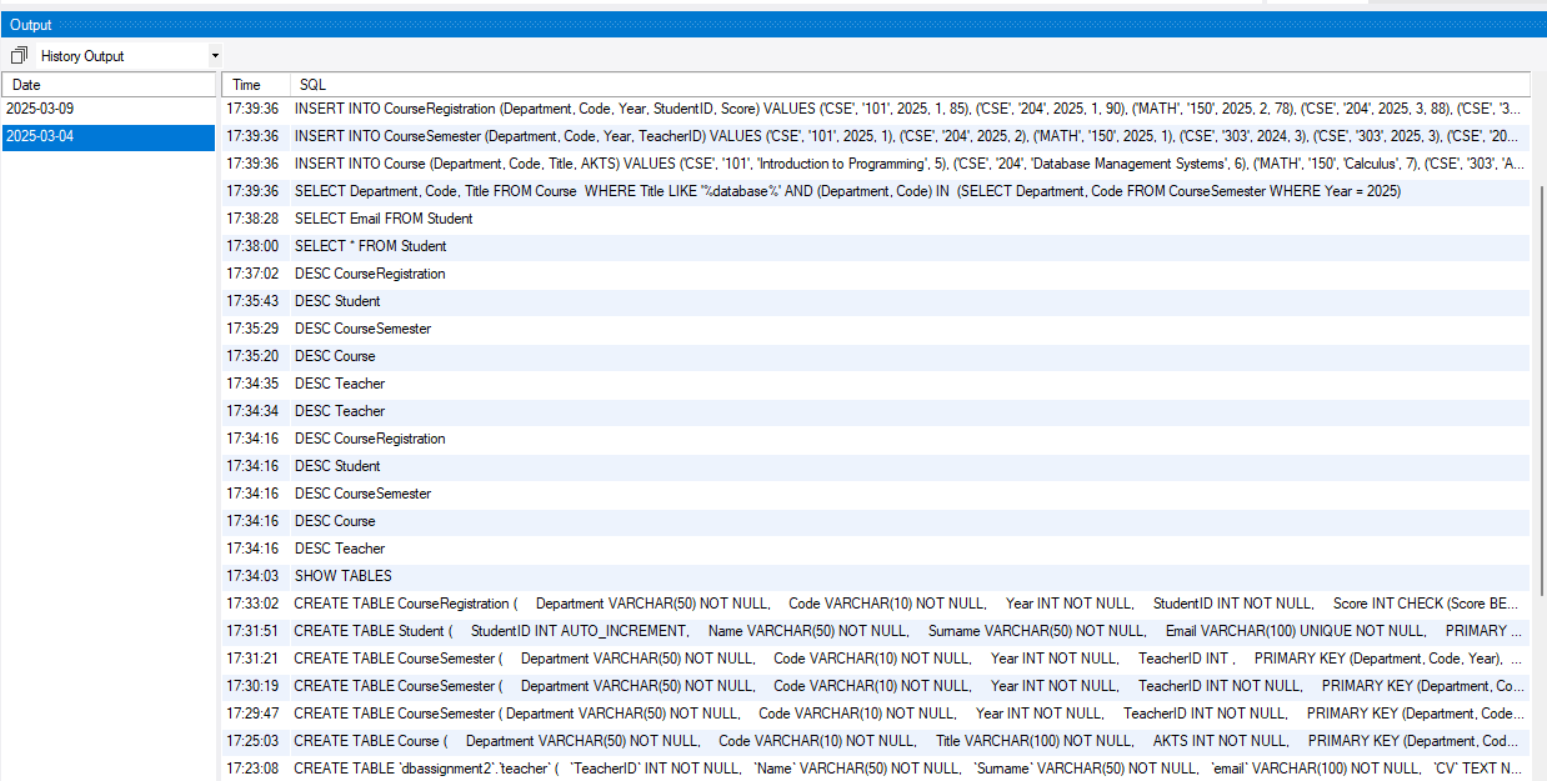 Output
History Output
Date
Time SQL
2025-03-09
2025-03-04
17:39:36 INSERT INTO CourseRegistration (Department, Code, Year, StudentID, Score) VALUES ('CSE', '101', 2025, 1, 85), ('CSE', '204', 2025, 1, 90), ('MATH', '150', 2025, 2, 78), ('CSE', '204', 2025, 3, 88), ('CSE', '3...
17:39:36 INSERT INTO CourseSemester (Department, Code, Year, TeacherID) VALUES ('CSE', '101', 2025, 1), ('CSE', '204', 2025, 2), ('MATH', '150', 2025, 1), ('CSE', '303', 2024, 3), ('CSE', '303', 2025, 3), ('CSE', '20...
17:39:36 INSERT INTO Course (Department, Code, Title, AKTS) VALUES ('CSE', '101', 'Introduction to Programming', 5), ('CSE', '204', 'Database Management Systems', 6), ('MATH', '150', 'Calculus', 7), ('CSE', '303', 'A...
17:39:36 SELECT Department, Code, Title FROM Course WHERE Title LIKE '%database%' AND (Department, Code) IN (SELECT Department, Code FROM CourseSemester WHERE Year = 2025)
17:38:28 SELECT Email FROM Student
17:38:00 SELECT * FROM Student
17:37:02 DESC CourseRegistration
17:35:43 DESC Student
17:35:29 DESC CourseSemester
17:35:20 DESC Course
17:34:35 DESC Teacher
17:34:34 DESC Teacher
17:34:16 DESC CourseRegistration
17:34:16 DESC Student
17:34:16 DESC CourseSemester
17:34:16 DESC Course
17:34:16 DESC Teacher
17:34:03 SHOW TABLES
17:33:02 CREATE TABLE CourseRegistration ( Department VARCHAR(50) NOT NULL, Code VARCHAR(10) NOT NULL, Year INT NOT NULL, StudentID INT NOT NULL, Score INT CHECK (Score BE...
17:31:51 CREATE TABLE Student ( StudentID INT AUTO_INCREMENT, Name VARCHAR(50) NOT NULL, Surname VARCHAR(50) NOT NULL, Email VARCHAR(100) UNIQUE NOT NULL, PRIMARY ...
17:31:21 CREATE TABLE CourseSemester ( Department VARCHAR(50) NOT NULL, Code VARCHAR(10) NOT NULL, Year INT NOT NULL, TeacherID INT , PRIMARY KEY (Department, Code, Year), ...
17:30:19 CREATE TABLE CourseSemester ( Department VARCHAR(50) NOT NULL, Code VARCHAR(10) NOT NULL, Year INT NOT NULL, TeacherID INT NOT NULL, PRIMARY KEY (Department, Co...
17:29:47 CREATE TABLE CourseSemester ( Department VARCHAR(50) NOT NULL, Code VARCHAR(10) NOT NULL, Year INT NOT NULL, TeacherID INT NOT NULL, PRIMARY KEY (Department, Code...
17:25:03 CREATE TABLE Course ( Department VARCHAR(50) NOT NULL, Code VARCHAR(10) NOT NULL, Title VARCHAR(100) NOT NULL, AKTS INT NOT NULL, PRIMARY KEY (Department, Cod...
17:23:08 CREATE TABLE `dbassignment2`.`teacher` ( `TeacherID` INT NOT NULL, `Name` VARCHAR(50) NOT NULL, `Surname` VARCHAR(50) NOT NULL, `email` VARCHAR(100) NOT NULL, `CV` TEXT N...